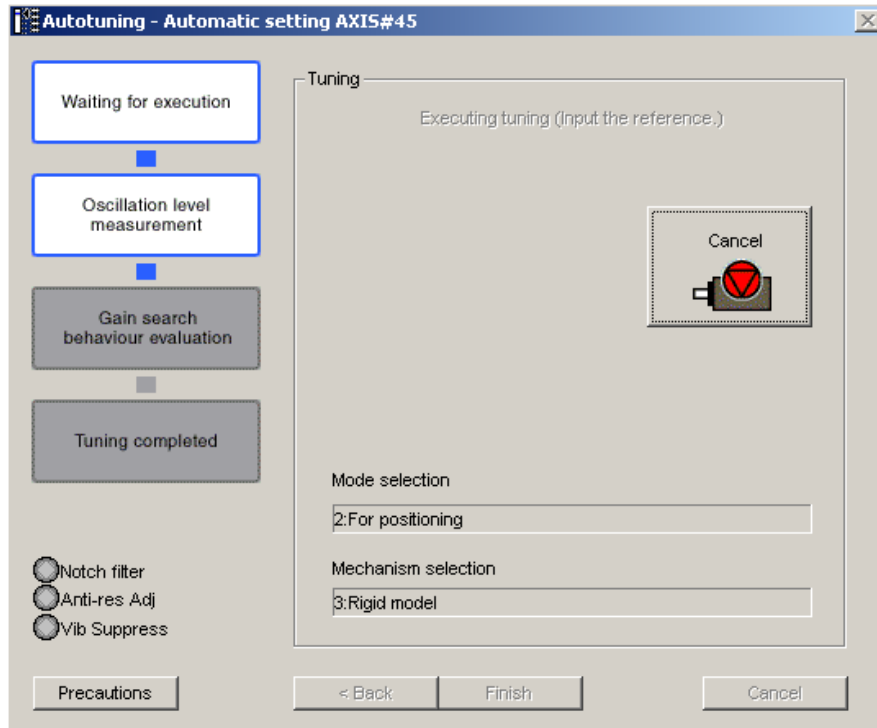 Autotuning - Automatic setting AXIS#45
Waiting for execution
Oscillation level
measurement
Gain search
behaviour evaluation
Tuning completed
Notch filter
Anti-res Adj
Vib Suppress
Precautions
Tuning
Executing tuning (Input the reference.)
Cancel
Mode selection
2:For positioning
Mechanism selection
3:Rigid model
< Back
Finish
Cancel